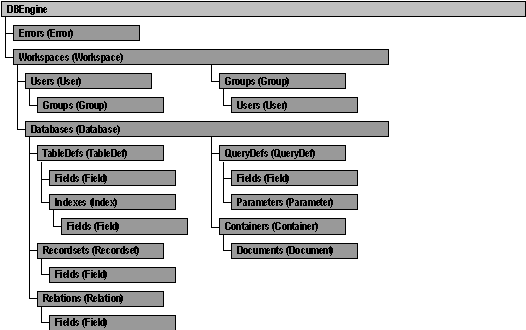 DBEngine
Errors (Error)
Workspaces (Workspace)
Users (User)
Groups (Group)
Groups (Group)
Users (User)
Databases (Database)
TableDefs (TableDef)
QueryDefs (QueryDef)
Fields (Field)
Fields (Field)
Indexes (Index)
Parameters (Parameter)
Fields (Field)
Containers (Container)
Recordsets (Recordset)
Documents (Document)
Fields (Field)
Relations (Relation)
Fields (Field)